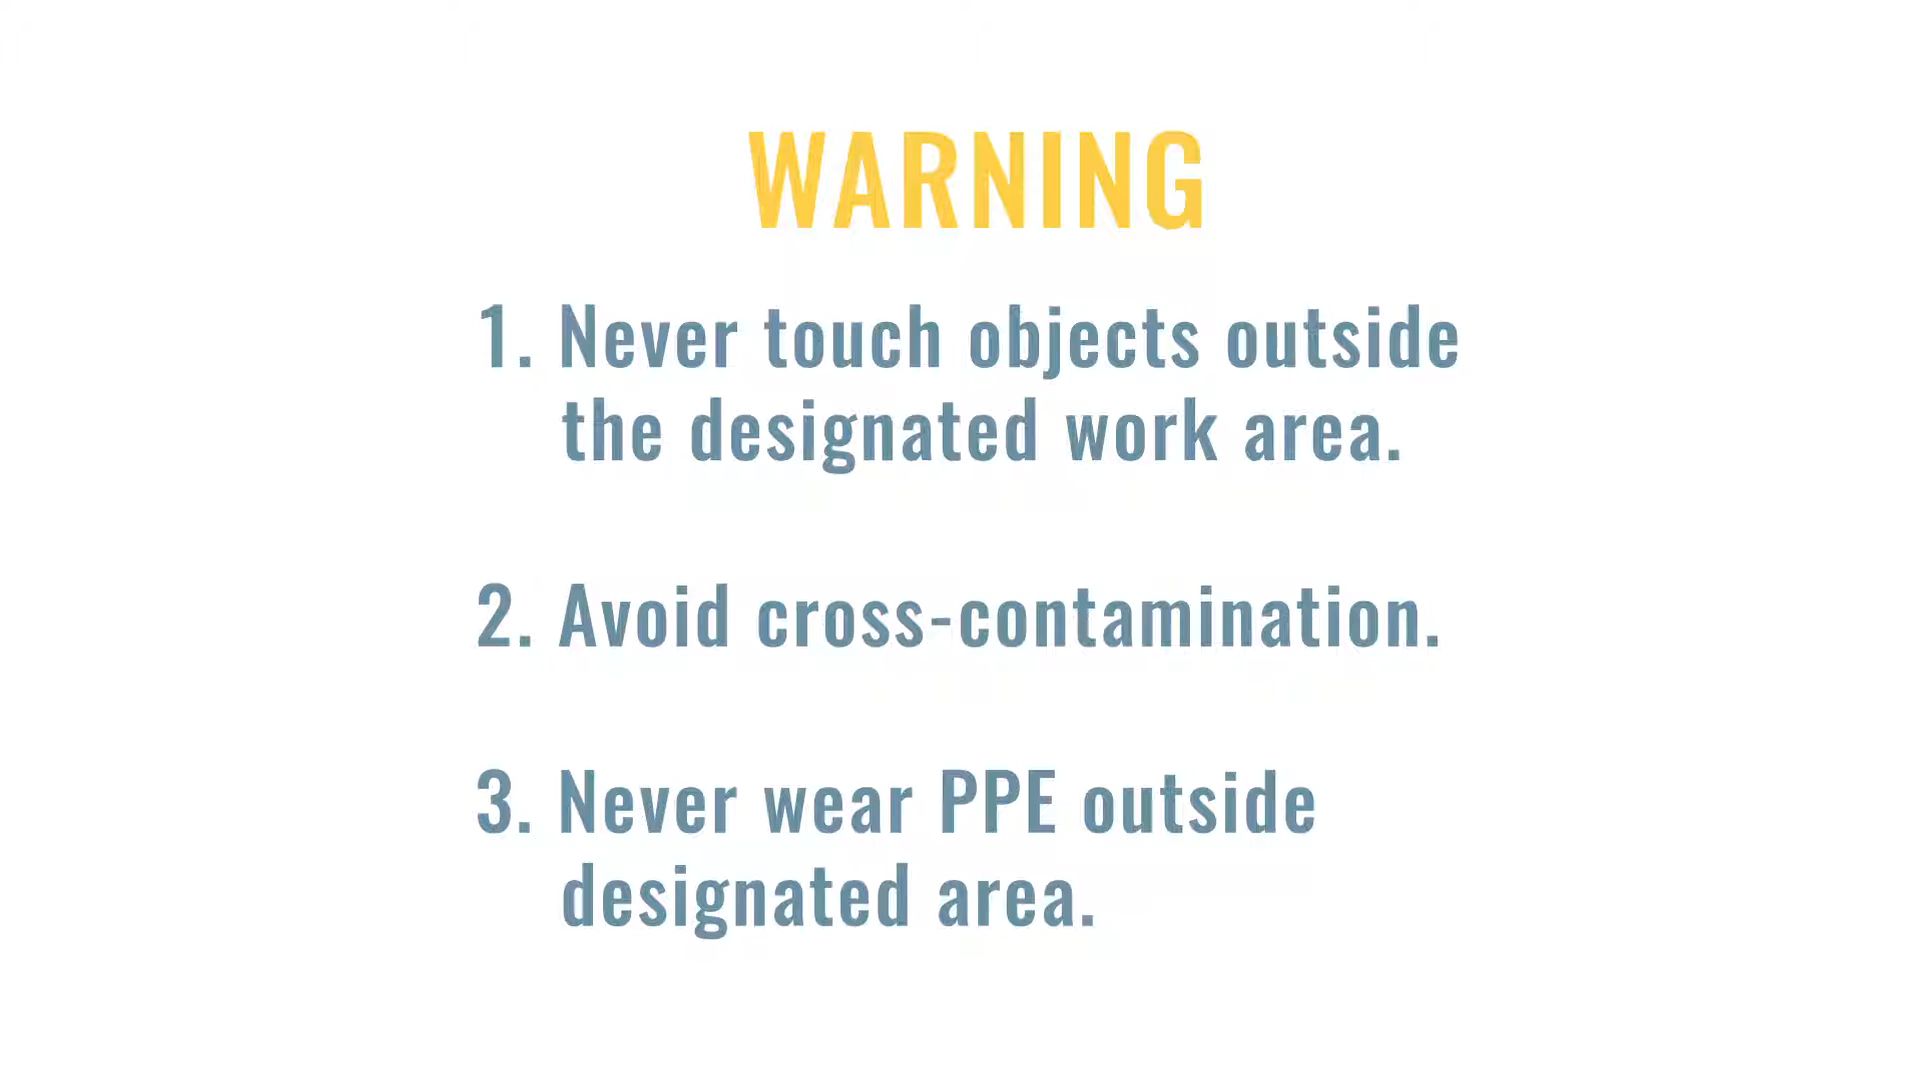 WARNING
1. Never touch objects outside
the designated work area.
2. Avoid cross-contamination.
3. Never wear PPE outside
designated area.